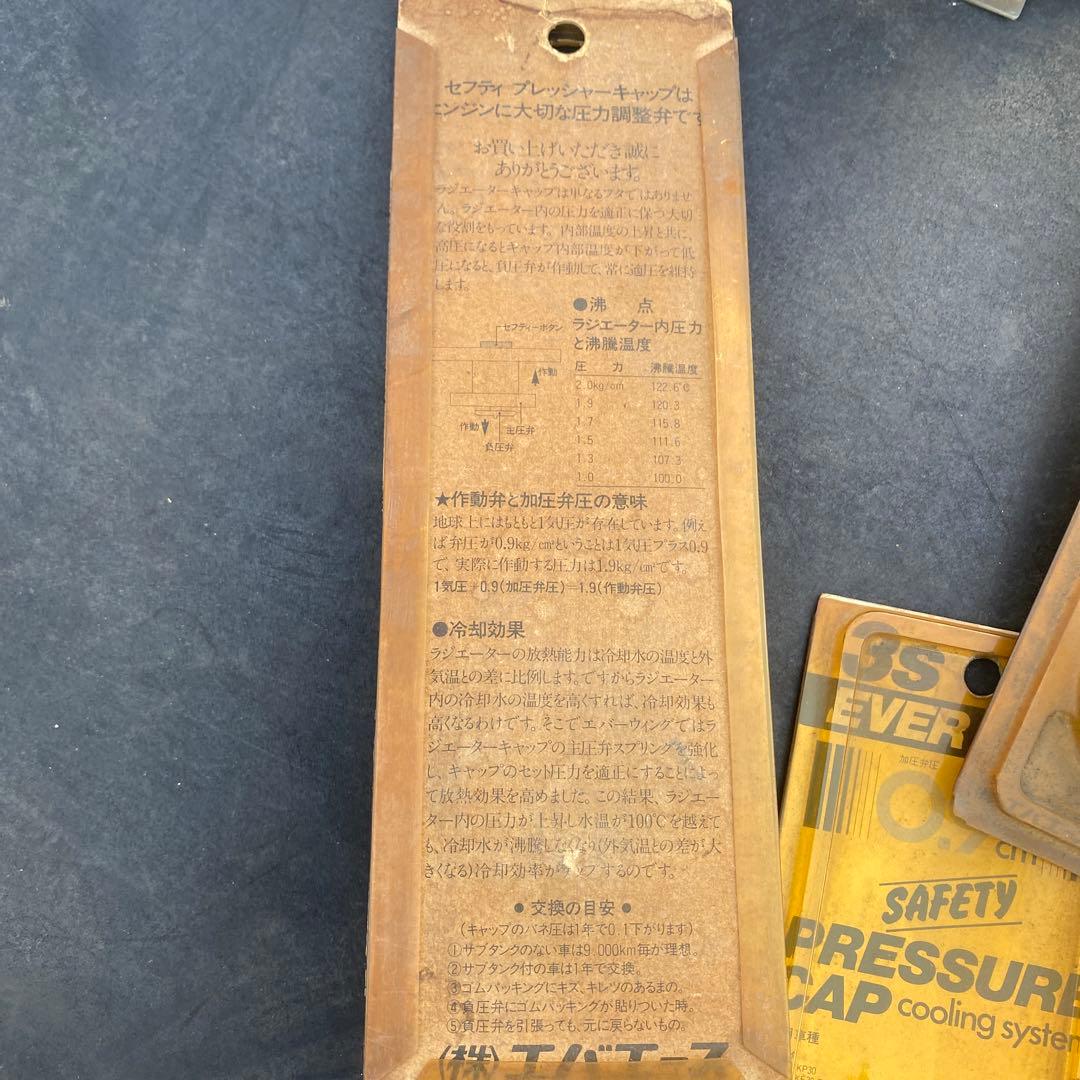 セフティ プレッシャーキャップは
エンジンに大切な圧力調整弁です
お買い上げいただき誠に
ありがとうございます。
ラジエーターキャップは単なるフタではありませ
ん。ラジエーター内の圧力を適正に保つ大切
な役割をもっています。内部温度の上昇と共に、
高圧になるとキャップ内部温度が下がって低
圧になると、負圧弁が作動して、常に適圧を維持
します。
セフティーボタン
作動
作動
主圧弁
負圧弁
●沸 点
ラジエーター内圧力
と沸騰温度
圧 力 沸騰温度
2.0kg/cm 122.6℃
1.9 〃 120.3
1.7 115.8
1.5 111.6
1.3 107.3
1.0 100.0
★作動弁と加圧弁圧の意味
地球上にはもともと1気圧が存在しています。例え
ば弁圧が0.9kg/c㎡ということは1気圧プラス0.9
で、実際に作動する圧力は1.9kg/c㎡です。
1気圧+0.9(加圧弁圧)=1.9(作動弁圧)
●冷却効果
ラジエーターの放熱能力は冷却水の温度と外
気温との差に比例します。ですからラジエーター
内の冷却水の温度を高くすれば、冷却効果も
高くなるわけです。そこでエバーウィングではラ
ジエーターキャップの主圧弁スプリングを強化
し、キャップのセット圧力を適正にすることによっ
て放熱効果を高めました。この結果、ラジエー
ター内の圧力が上昇し水温が100℃を越えて
も、冷却水が沸騰しなくなり(外気温との差が大
きくなる)冷却効率がアップするのです。
● 交換の目安 ●
(キャップのバネ圧は1年で0.1下がります)
①サブタンクのない車は9,000km毎が理想。
②サブタンク付の車は1年で交換。
③ゴムパッキングにキズ、キレツのあるもの。
④負圧弁にゴムパッキングが貼りついた時。
⑤負圧弁を引張っても、元に戻らないもの。
(株)エバエース
3S
EVER
加圧弁圧
0.9
cm
SAFETY
PRESSURE
CAP cooling system
車種
KP30